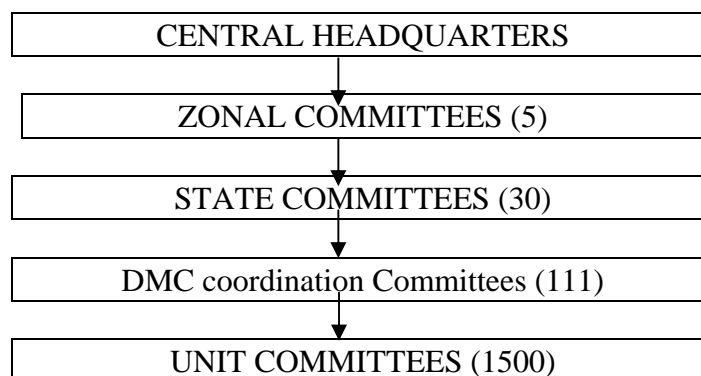 CENTRAL HEADQUARTERS
ZONAL COMMITTEES (5)
STATE COMMITTEES (30)
DMC coordination Committees (111)
UNIT COMMITTEES (1500)